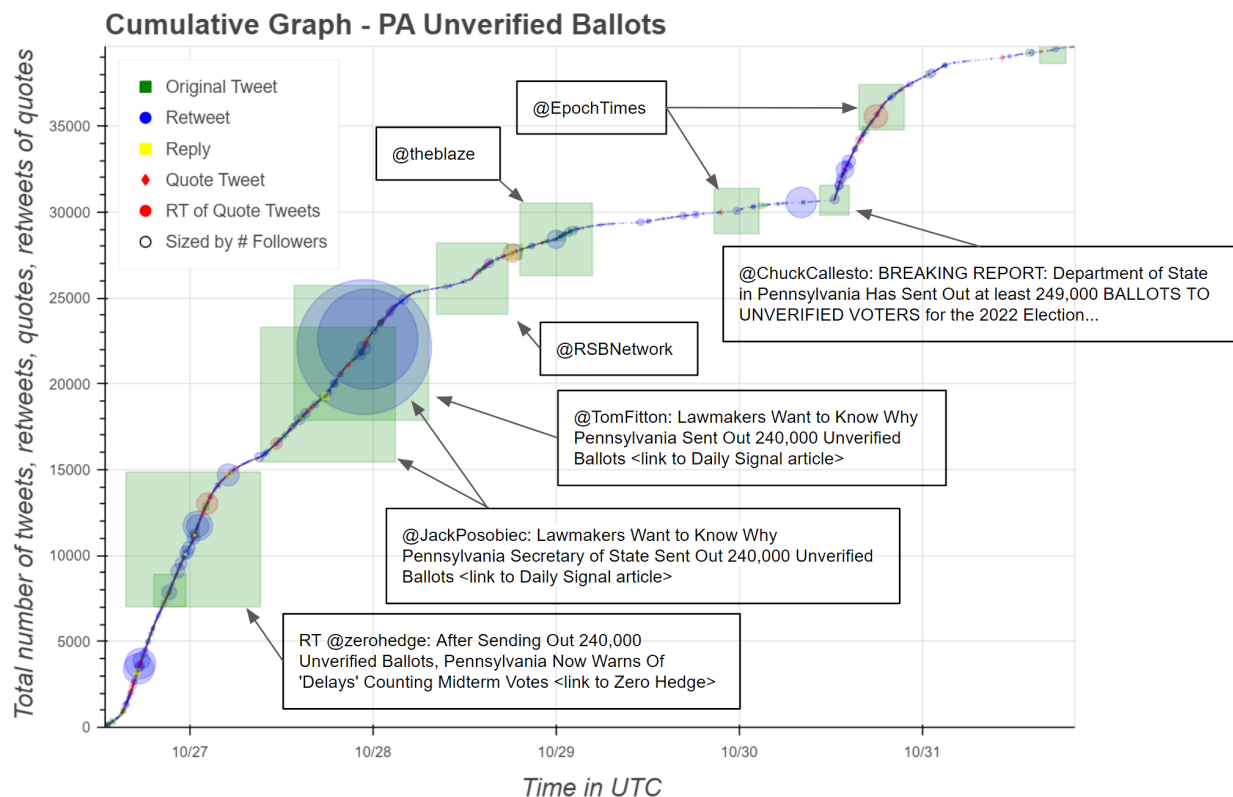 Cumulative Graph - PA Unverified Ballots
Total number of tweets, retweets, quotes, retweets of quotes
Original Tweet
Retweet
Reply
Quote Tweet
RT of Quote Tweets
Sized by # Followers
35000
30000
25000
20000
15000
10000
5000
0
@EpochTimes
@theblaze
@ChuckCallesto: BREAKING REPORT: Department of State
in Pennsylvania Has Sent Out at least 249,000 BALLOTS TO
UNVERIFIED VOTERS for the 2022 Election...
@RSBNetwork
@TomFitton: Lawmakers Want to Know Why
Pennsylvania Sent Out 240,000 Unverified
Ballots <link to Daily Signal article>
@JackPosobiec: Lawmakers Want to Know Why
Pennsylvania Secretary of State Sent Out 240,000 Unverified
Ballots <link to Daily Signal article>
RT @zerohedge: After Sending Out 240,000
Unverified Ballots, Pennsylvania Now Warns Of
'Delays' Counting Midterm Votes <link to Zero Hedge>
10/27
10/28
10/29
10/30
10/31
Time in UTC